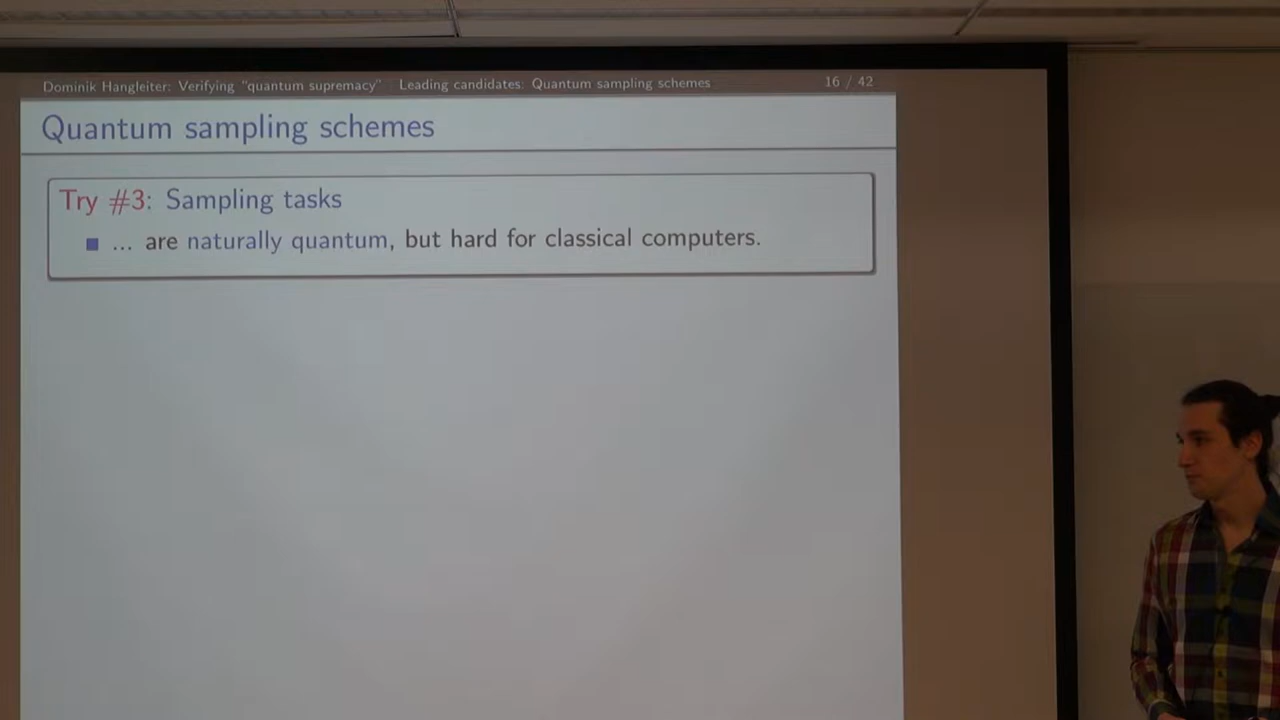 Dominik Hangleiter: Verifying “quantum supremacy” Leading candidates: Quantum sampling schemes 16 / 42
Quantum sampling schemes
Try #3: Sampling tasks
... are naturally quantum, but hard for classical computers.